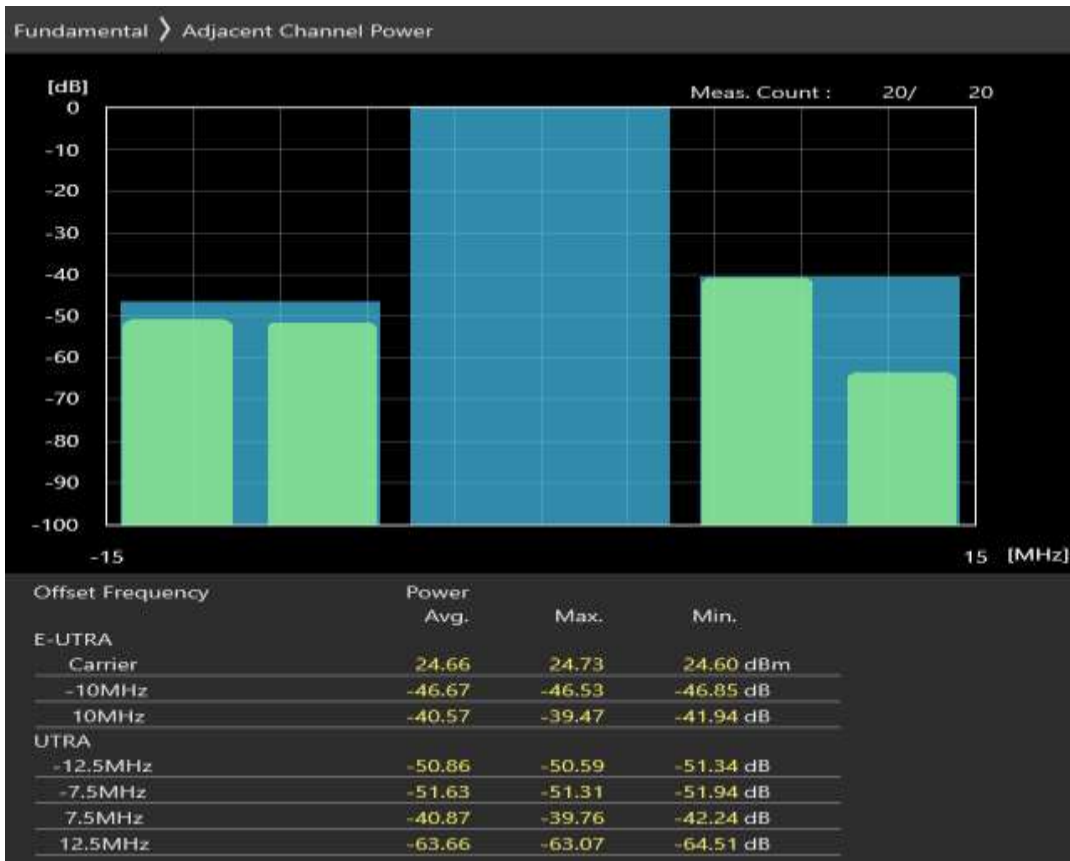 Fundamental 〉 Adjacent Channel Power
[dB]
Meas. Count : 20/ 20
0
-10
-20
-30
-40
-50
-60
-70
-80
-90
-100
-15 15 [MHz]
Offset Frequency Power
Avg. Max. Min.
E-UTRA
Carrier 24.66 24.73 24.60 dBm
-10MHz -46.67 -46.53 -46.85 dB
10MHz -40.57 -39.47 -41.94 dB
UTRA
-12.5MHz -50.86 -50.59 -51.34 dB
-7.5MHz -51.63 -51.31 -51.94 dB
7.5MHz -40.87 -39.76 -42.24 dB
12.5MHz -63.66 -63.07 -64.51 dB